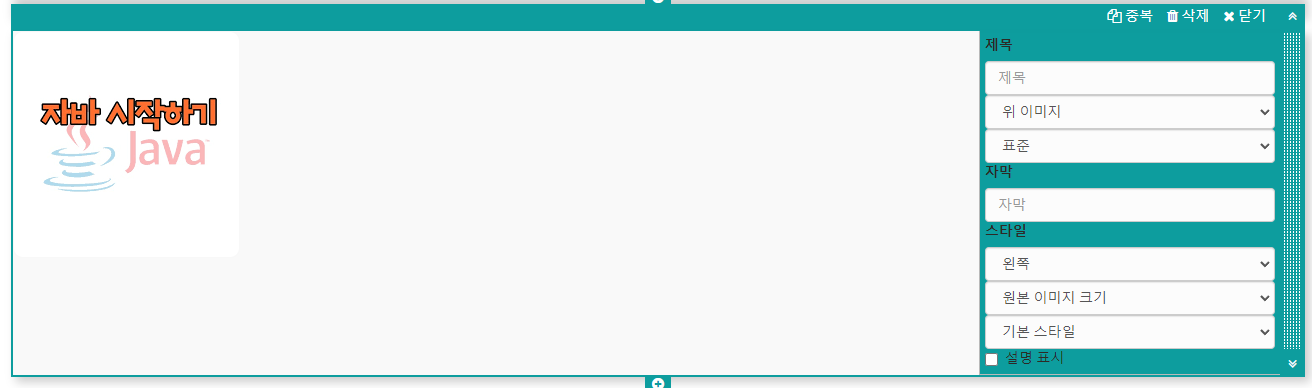 중복 삭제 닫기
자바 시작하기
Java
제목
제목
위 이미지
표준
자막
자막
스타일
왼쪽
원본 이미지 크기
기본 스타일
설명 표시